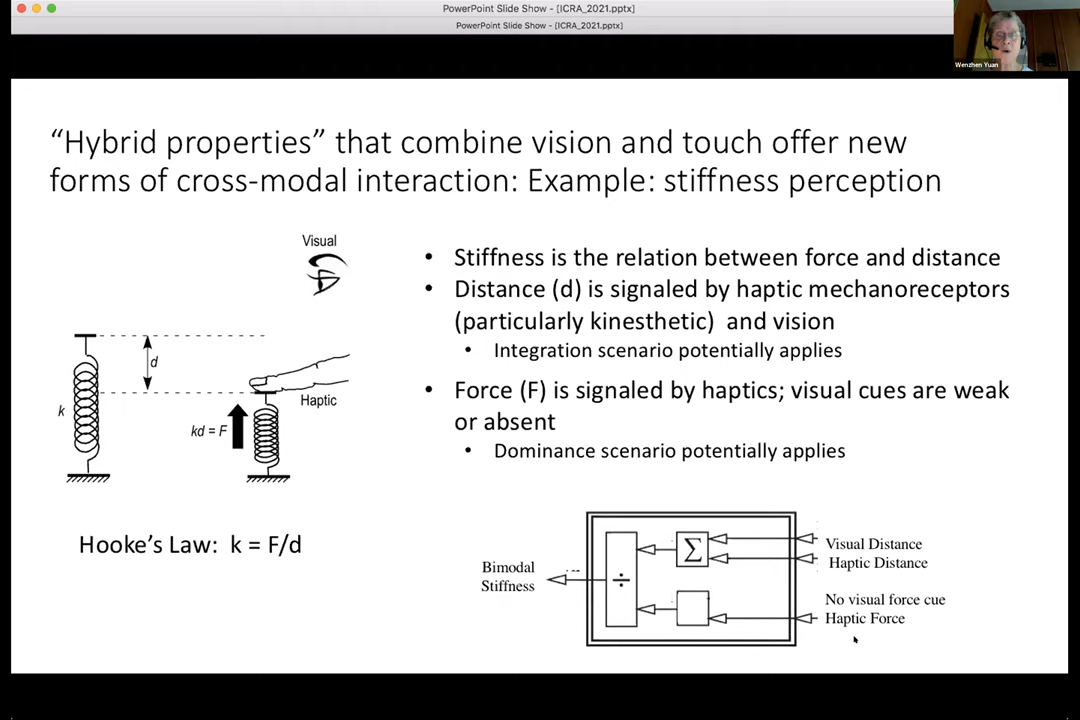 PowerPoint Slide Show - [ICRA_2021.pptx]
PowerPoint Slide Show - [ICRA_2021.pptx]
Wenzhen Yuan
“Hybrid properties” that combine vision and touch offer new
forms of cross-modal interaction: Example: stiffness perception
Visual
d
k
Haptic
kd = F
Hooke’s Law: k = F/d
• Stiffness is the relation between force and distance
• Distance (d) is signaled by haptic mechanoreceptors
(particularly kinesthetic) and vision
• Integration scenario potentially applies
• Force (F) is signaled by haptics; visual cues are weak
or absent
• Dominance scenario potentially applies
Bimodal
Stiffness
÷
Σ
Visual Distance
Haptic Distance
No visual force cue
Haptic Force